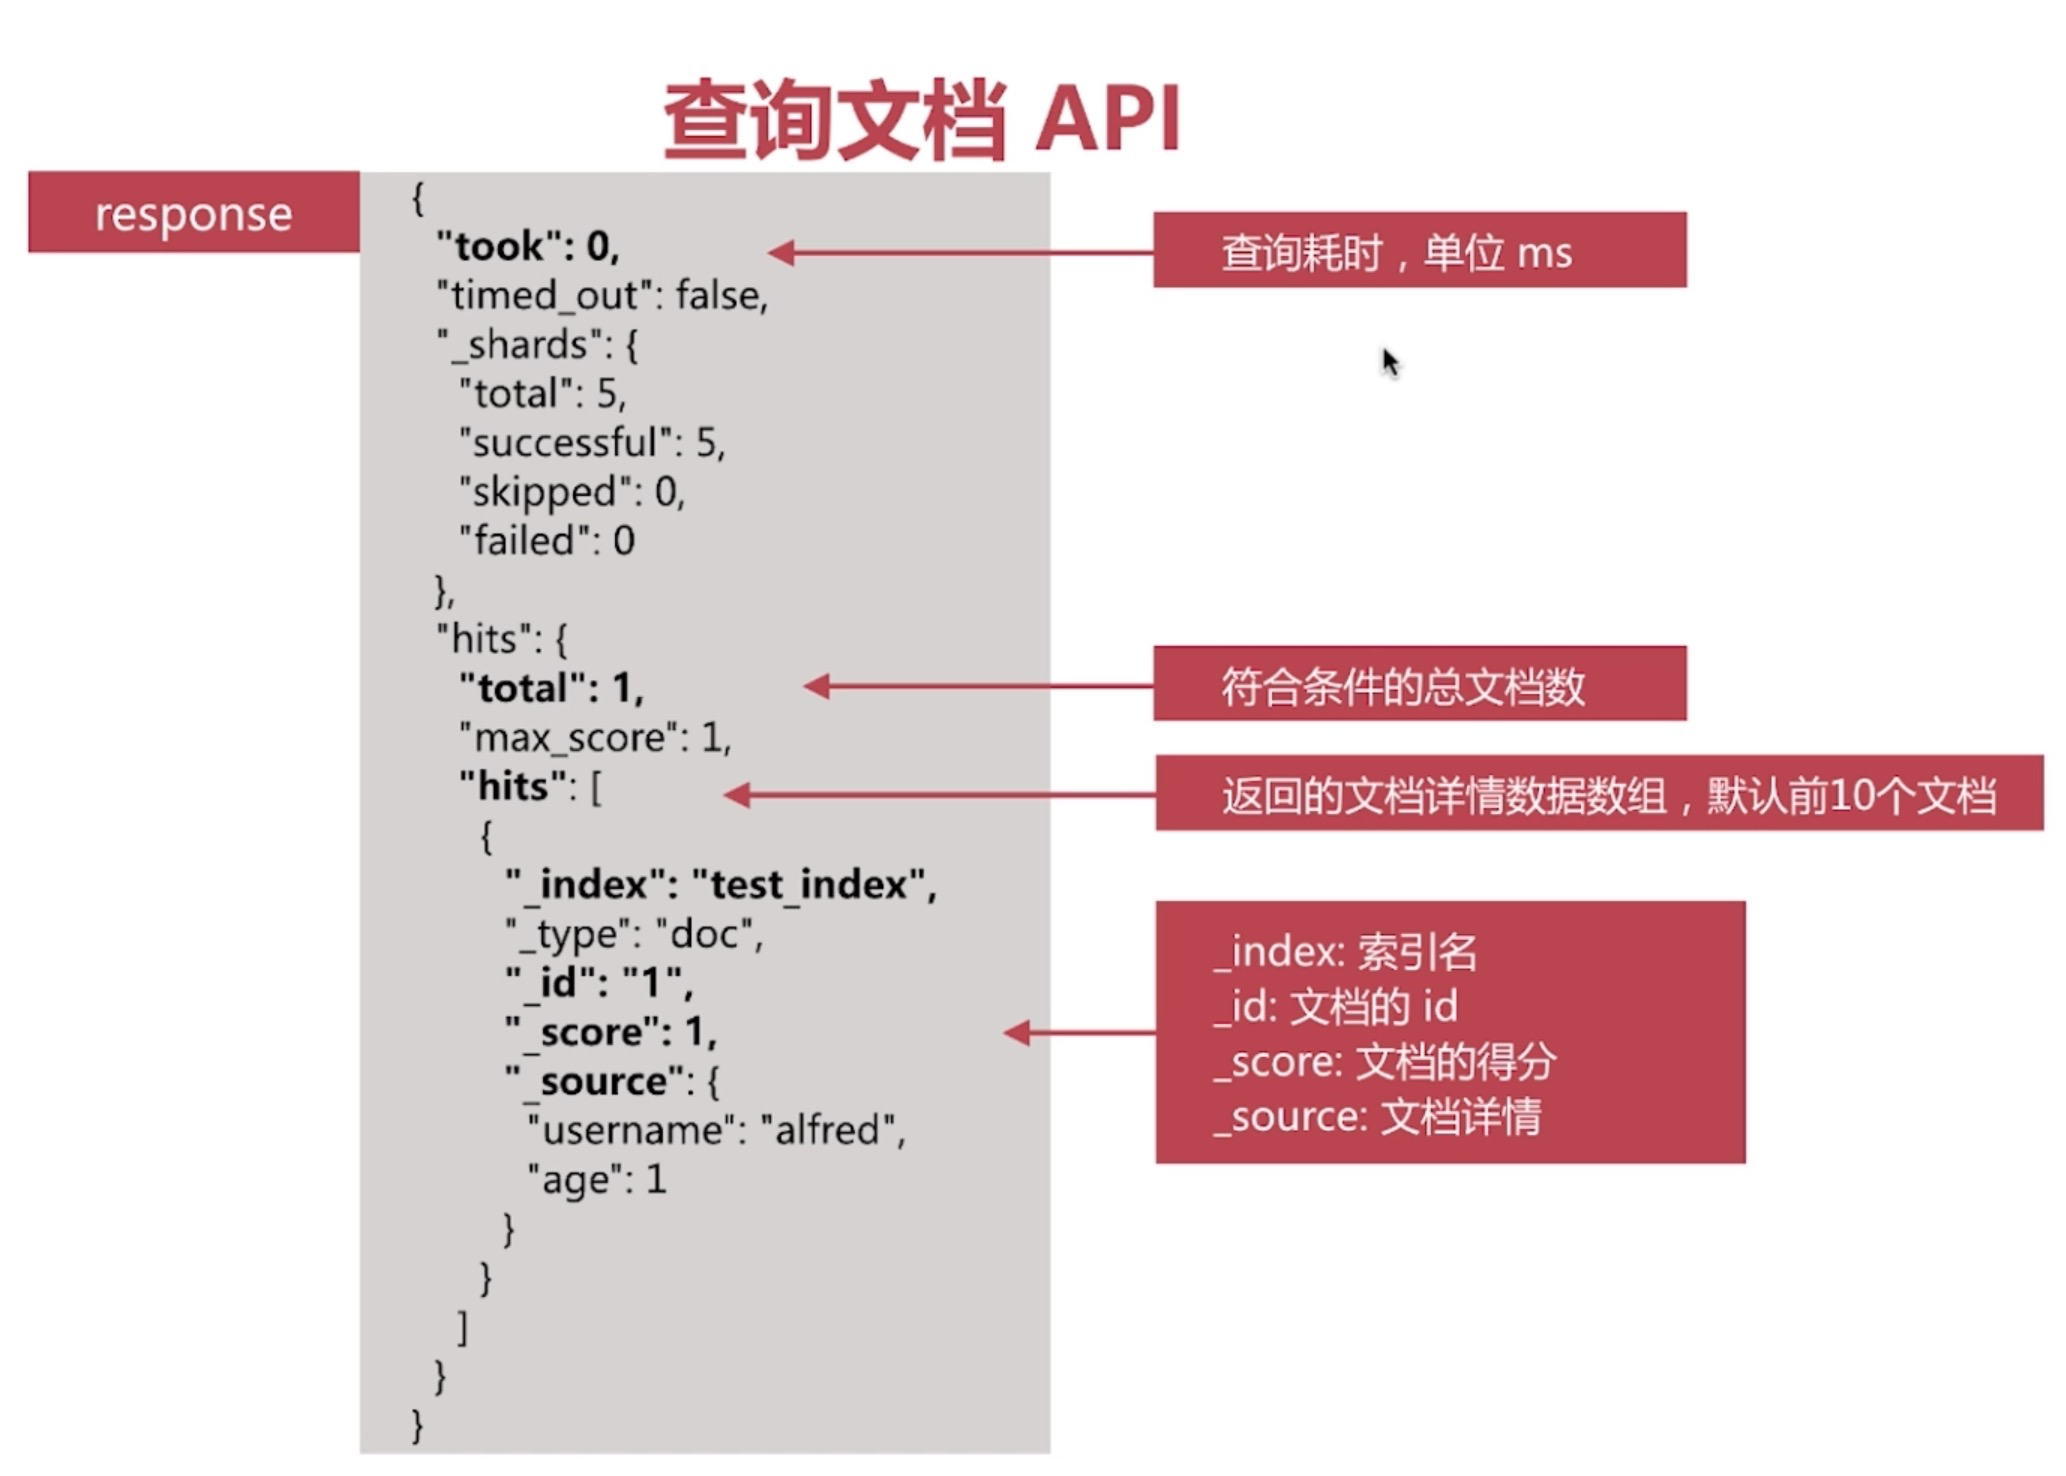 查询文档 API
response
{
"took": 0,
查询耗时，单位 ms
"timed_out": false,
"_shards": {
"total": 5,
"successful": 5,
"skipped": 0,
"failed": 0
},
"hits": {
"total": 1,
符合条件的总文档数
"max_score": 1,
"hits": [
返回的文档详情数据数组，默认前10个文档
{
"_index": "test_index",
"_type": "doc",
"_id": "1",
"_score": 1,
"_source": {
"username": "alfred",
"age": 1
}
}
]
}
}
_index: 索引名
_id: 文档的 id
_score: 文档的得分
_source: 文档详情